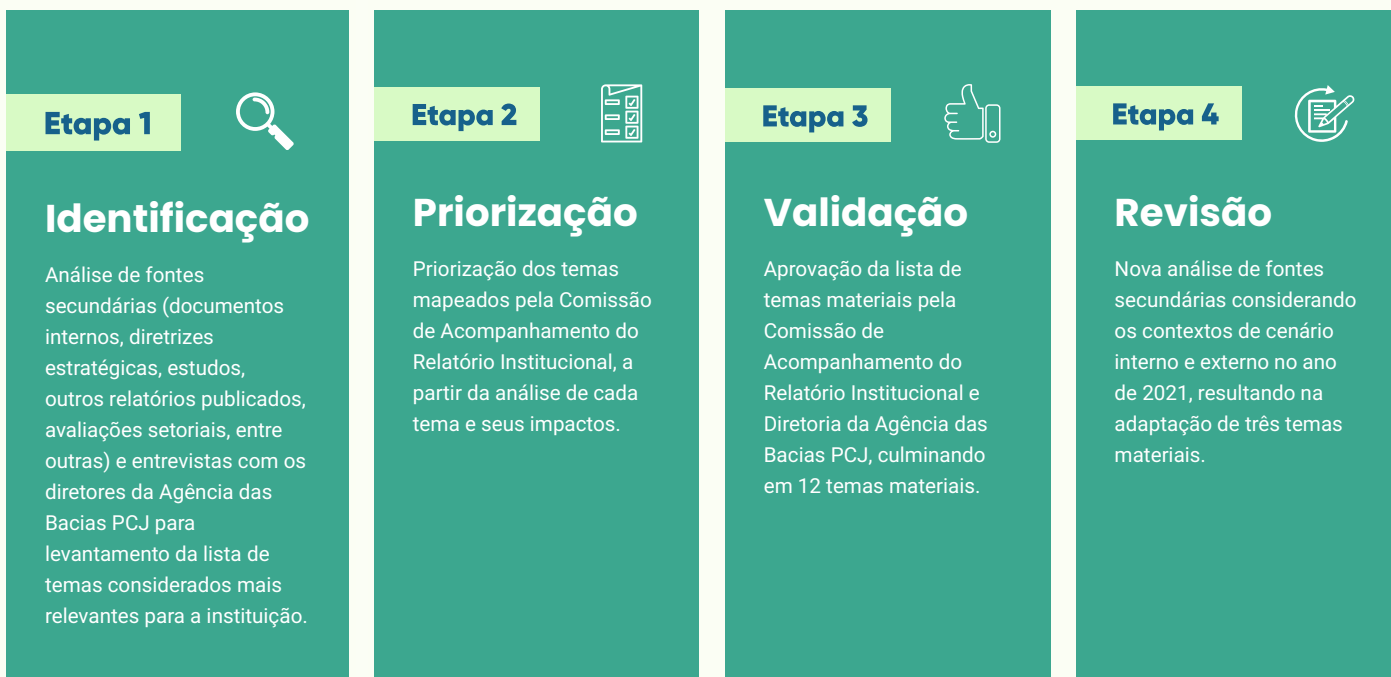 Etapa 1
Identificação
Análise de fontes
secundárias (documentos
internos, diretrizes
estratégicas, estudos,
outros relatórios publicados,
avaliações setoriais, entre
outras) e entrevistas com os
diretores da Agência das
Bacias PCJ para
levantamento da lista de
temas considerados mais
relevantes para a instituição.
Etapa 2
Priorização
Priorização dos temas
mapeados pela Comissão
de Acompanhamento do
Relatório Institucional, a
partir da análise de cada
tema e seus impactos.
Etapa 3
Validação
Aprovação da lista de
temas materiais pela
Comissão de
Acompanhamento do
Relatório Institucional e
Diretoria da Agência das
Bacias PCJ, culminando
em 12 temas materiais.
Etapa 4
Revisão
Nova análise de fontes
secundárias considerando
os contextos de cenário
interno e externo no ano
de 2021, resultando na
adaptação de três temas
materiais.